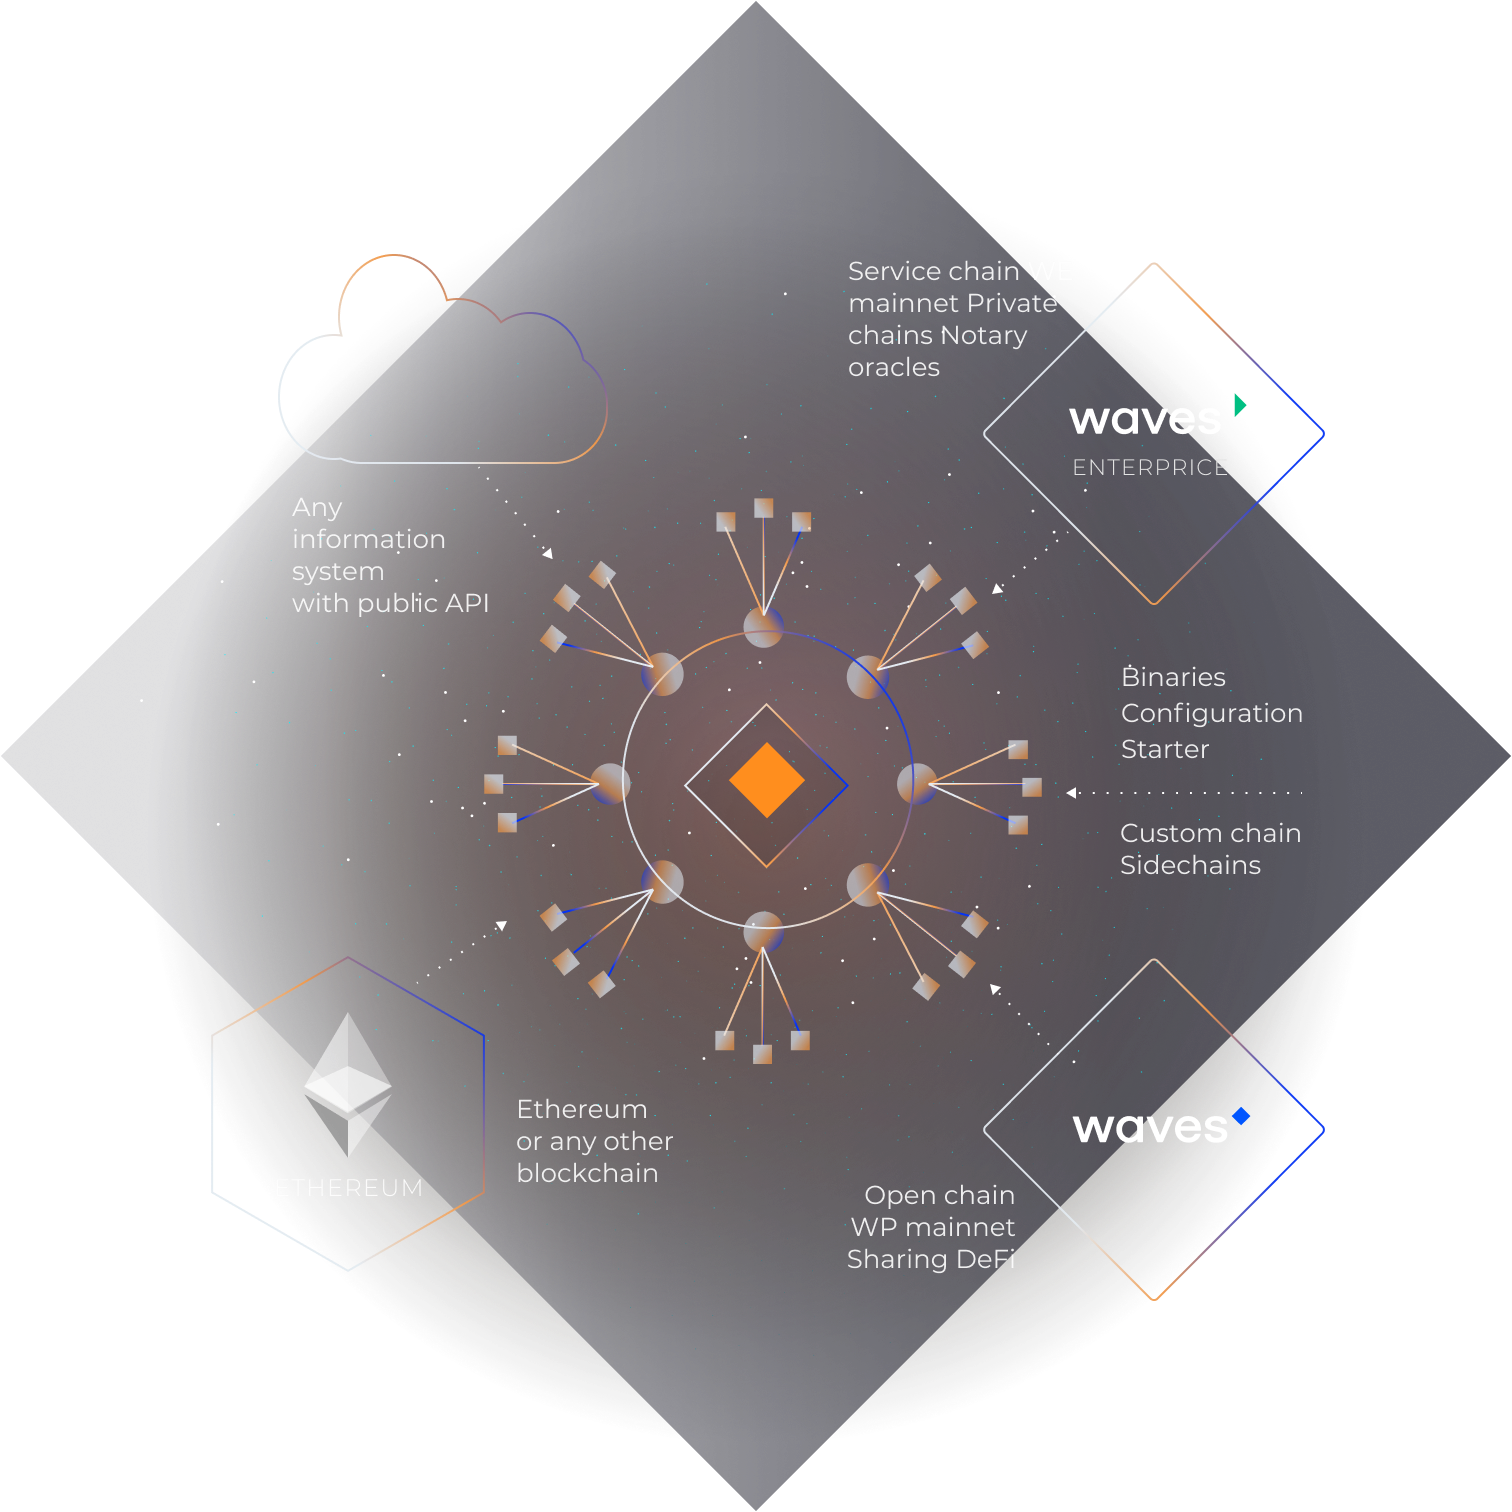 Service chain WE
mainnet Private
chains Notary
oracles
waves
ENTERPRICE
Any
information
system
with public API
Binaries
Configuration
Starter
Custom chain
Sidechains
Ethereum
or any other
blockchain
ETHEREUM
waves
Open chain
WP mainnet
Sharing DeFi